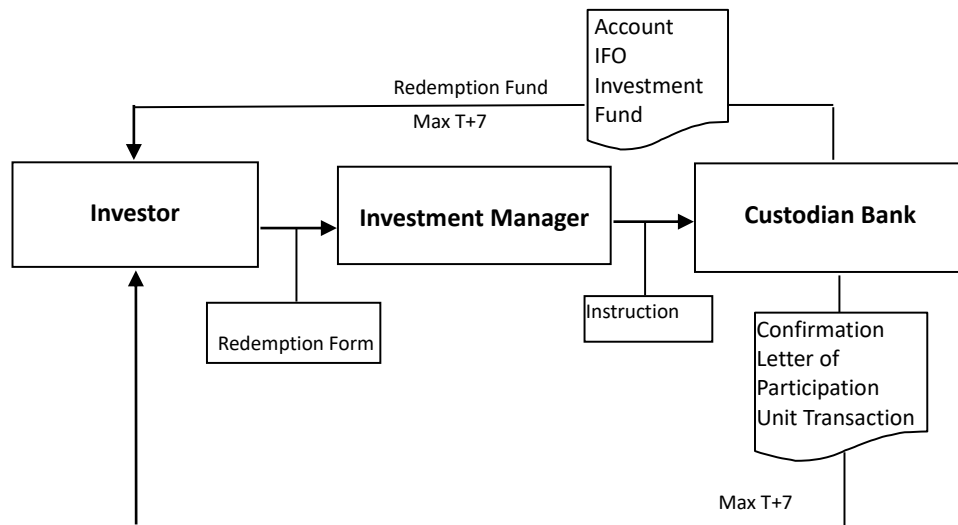 Account
IFO
Investment
Fund
Redemption Fund
Max T+7
Investor
Investment Manager
Custodian Bank
Redemption Form
Instruction
Confirmation
Letter of
Participation
Unit Transaction
Max T+7